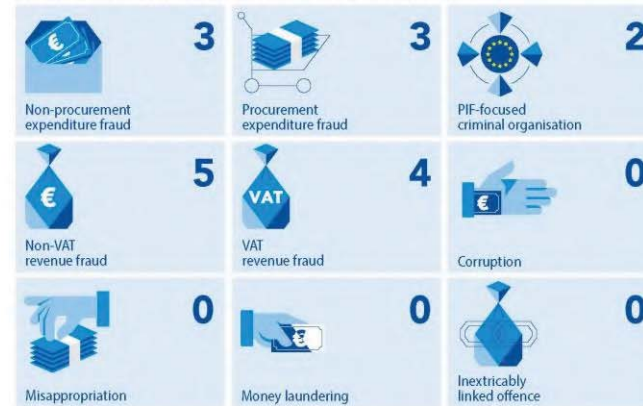 3
Non-procurement
expenditure fraud
3
Procurement
expenditure fraud
2
PIF-focused
criminal organisation
€
5
Non-VAT
revenue fraud
VAT
4
VAT
revenue fraud
€
0
Corruption
0
Misappropriation
€
0
Money laundering
0
Inextricably
linked offence